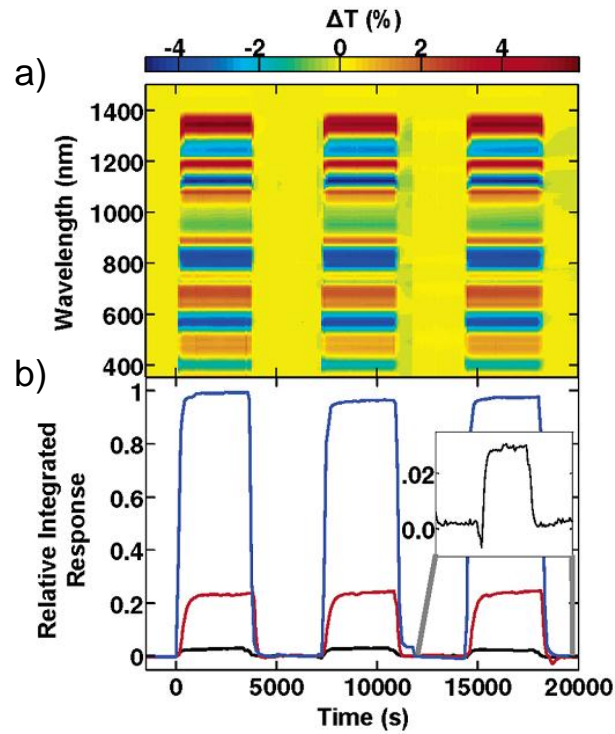 ΔT (%)
-4 -2 0 2 4
a)
1400
1200
1000
800
600
400
Wavelength (nm)
b)
1
0.8
0.6
0.4
0.2
0
Relative Integrated
Response
.02
0.0
0 5000 10000 15000 20000
Time (s)